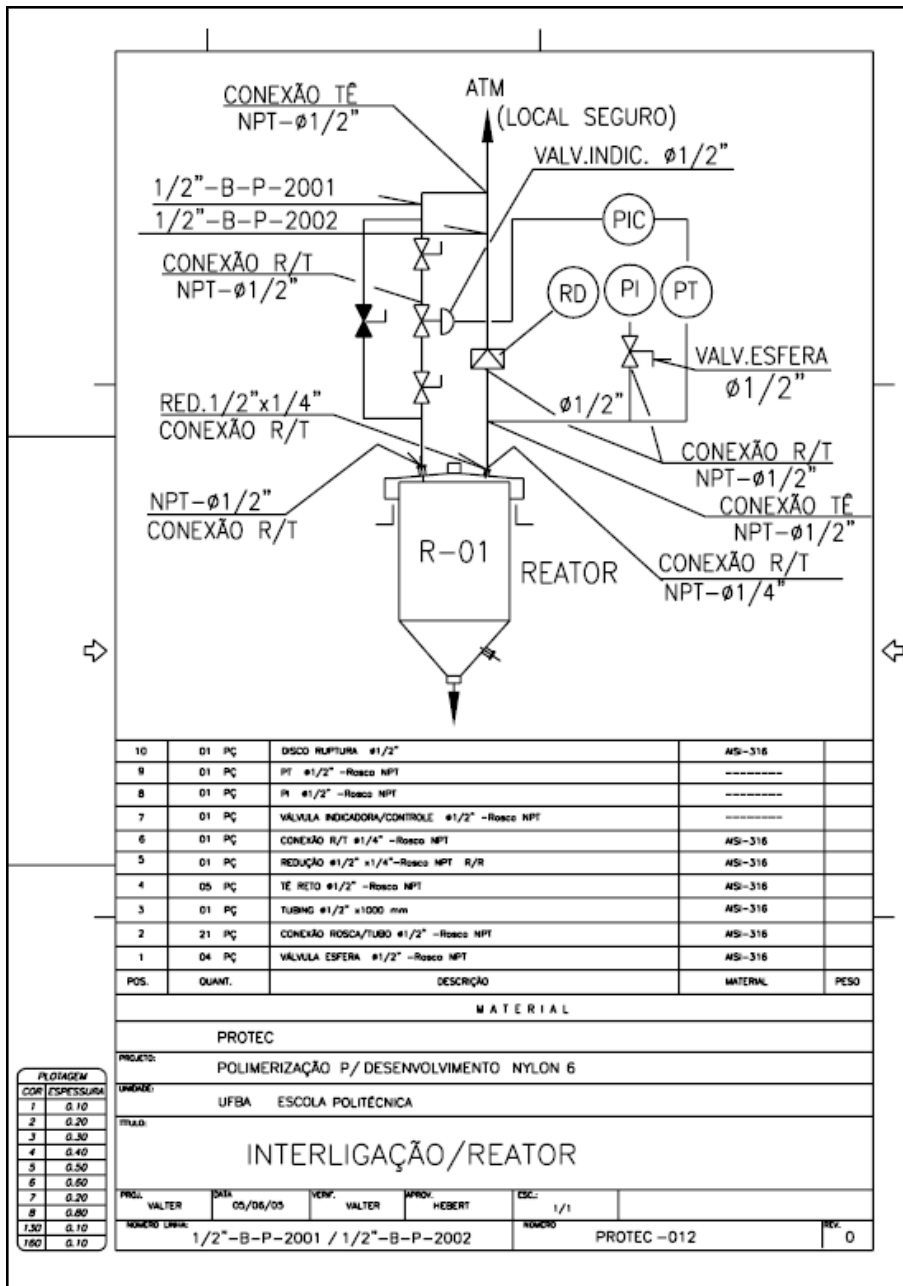 CONEXÃO TÊ
NPT-ø1/2"
ATM
(LOCAL SEGURO)
VALV.INDIC. ø1/2"
1/2"-B-P-2001
1/2"-B-P-2002
PIC
CONEXÃO R/T
NPT-ø1/2"
RD
PI
PT
VALV.ESFERA
ø1/2"
RED.1/2"x1/4"
CONEXÃO R/T
ø1/2"
CONEXÃO R/T
NPT-ø1/2"
NPT-ø1/2"
CONEXÃO R/T
CONEXÃO TÊ
NPT-ø1/2"
R-01
REATOR
CONEXÃO R/T
NPT-ø1/4"
10 01 PÇ DISCO RUPTURA ø1/2" AISI-316
9 01 PÇ PT ø1/2" -Rosca NPT --------
8 01 PÇ PI ø1/2" -Rosca NPT --------
7 01 PÇ VÁLVULA INDICADORA/CONTROLE ø1/2" -Rosca NPT --------
6 01 PÇ CONEXÃO R/T ø1/4" -Rosca NPT AISI-316
5 01 PÇ REDUÇÃO ø1/2" x1/4"-Rosca NPT R/R AISI-316
4 05 PÇ TÊ RETO ø1/2" -Rosca NPT AISI-316
3 01 PÇ TUBING ø1/2" x1000 mm AISI-316
2 21 PÇ CONEXÃO ROSCA/TUBO ø1/2" -Rosca NPT AISI-316
1 04 PÇ VÁLVULA ESFERA ø1/2" -Rosca NPT AISI-316
POS. QUANT. DESCRIÇÃO MATERIAL PESO
MATERIAL
PROTEC
PROJETO:
POLIMERIZAÇÃO P/ DESENVOLVIMENTO NYLON 6
UNIDADE:
UFBA ESCOLA POLITÉCNICA
TITULO:
INTERLIGAÇÃO/REATOR
PROJ. VALTER DATA 05/06/05 VERIF. VALTER APROV. HEBERT ESC.: 1/1
NÚMERO LINHA: 1/2"-B-P-2001 / 1/2"-B-P-2002 NÚMERO PROTEC-012 REV. 0
PLOTAGEM
COR ESPESSURA
1 0.10
2 0.20
3 0.30
4 0.40
5 0.50
6 0.60
7 0.20
8 0.80
130 0.10
160 0.10